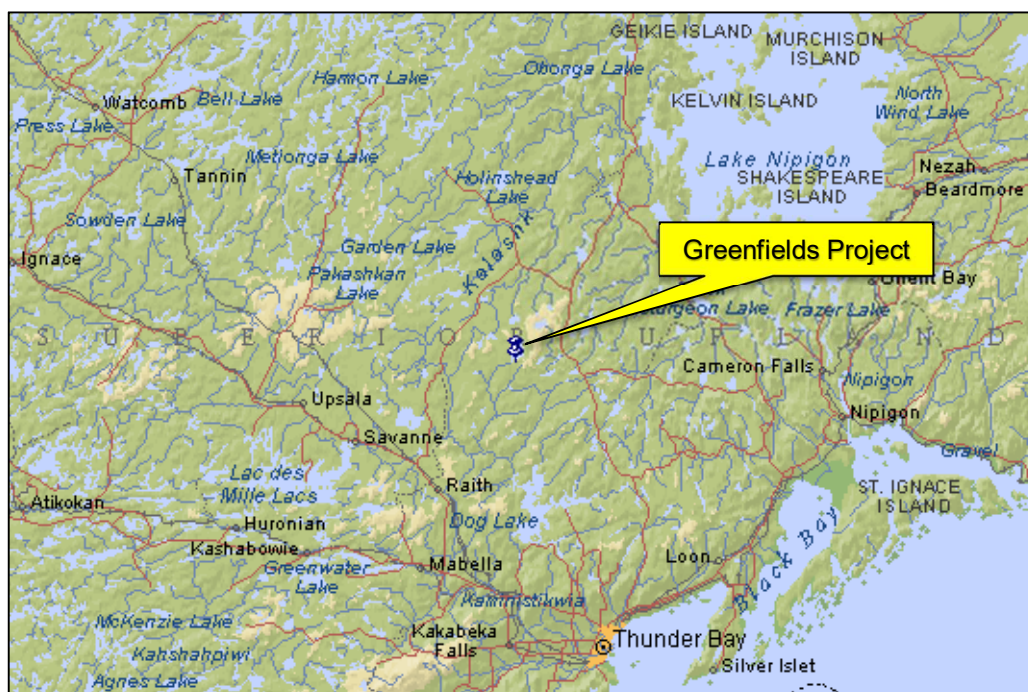 GEIKIE ISLAND
MURCHISON
ISLAND
Harmon Lake
Obonga Lake
Watcomb
Bell Lake
KELVIN ISLAND
North
Wind Lake
Press Lake
Metionga Lake
Lake Nipigon
Nezah
Tannin
Holinshead
Lake
SHAKESPEARE
ISLAND
Beardmore
Sowden Lake
Garden Lake
Kalashk
Greenfields Project
Ignace
Pakashkan
Lake
Orient Bay
Sturgeon Lake
Frazer Lake
SUPERIOR UPLAND
Cameron Falls
Nipigon
Upsala
Nipigon
Savanne
Gravel
Lac des
Mille Lacs
Raith
ST. IGNACE
ISLAND
Atikokan
Dog Lake
Huronian
Black Bay
Kashabowie
Loon
Greenwater
Lake
Mabella
Kaministikwia
McKenzie Lake
Kakabeka
Falls
Thunder Bay
Kahshahpiwi
Silver Islet
Agnes Lake